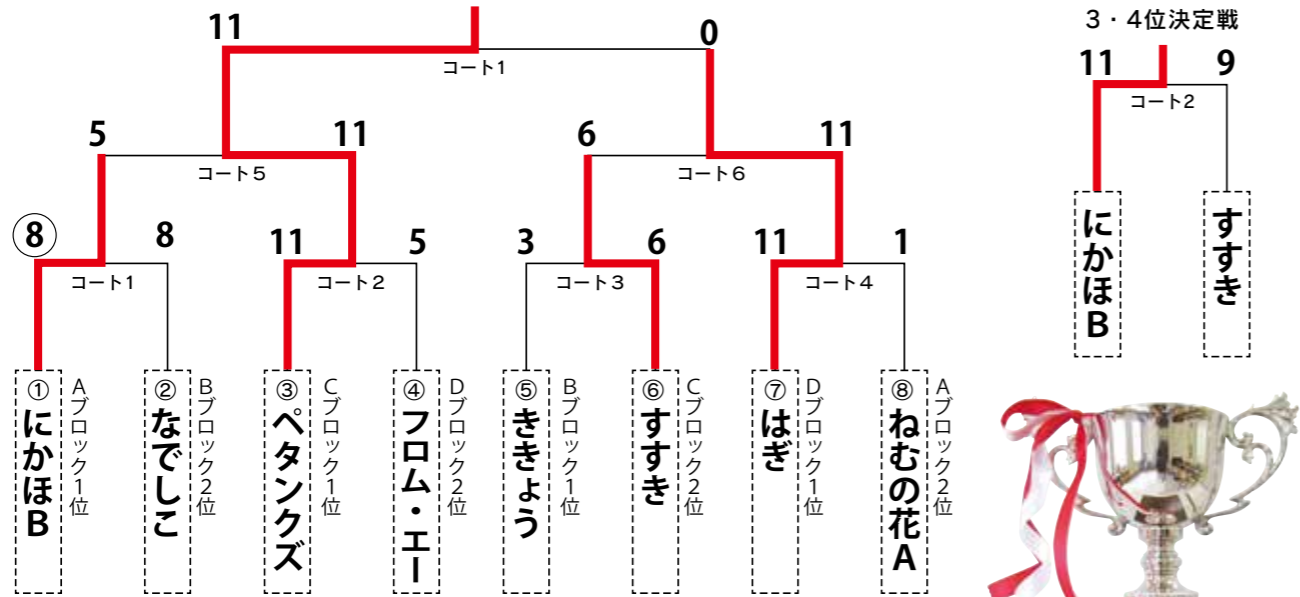 11
0
コート1
5
11
コート5
6
11
コート6
⑧
8
コート1
11
5
コート2
3
6
コート3
11
1
コート4
①にかほB
Aブロック1位
②なでしこ
Bブロック2位
③ペタンクズ
Cブロック1位
④フロム・エー
Dブロック2位
⑤ききょう
Bブロック1位
⑥すすき
Cブロック2位
⑦はぎ
Dブロック1位
⑧ねむの花A
Aブロック2位
3・4位決定戦
11
9
コート2
にかほB
すすき